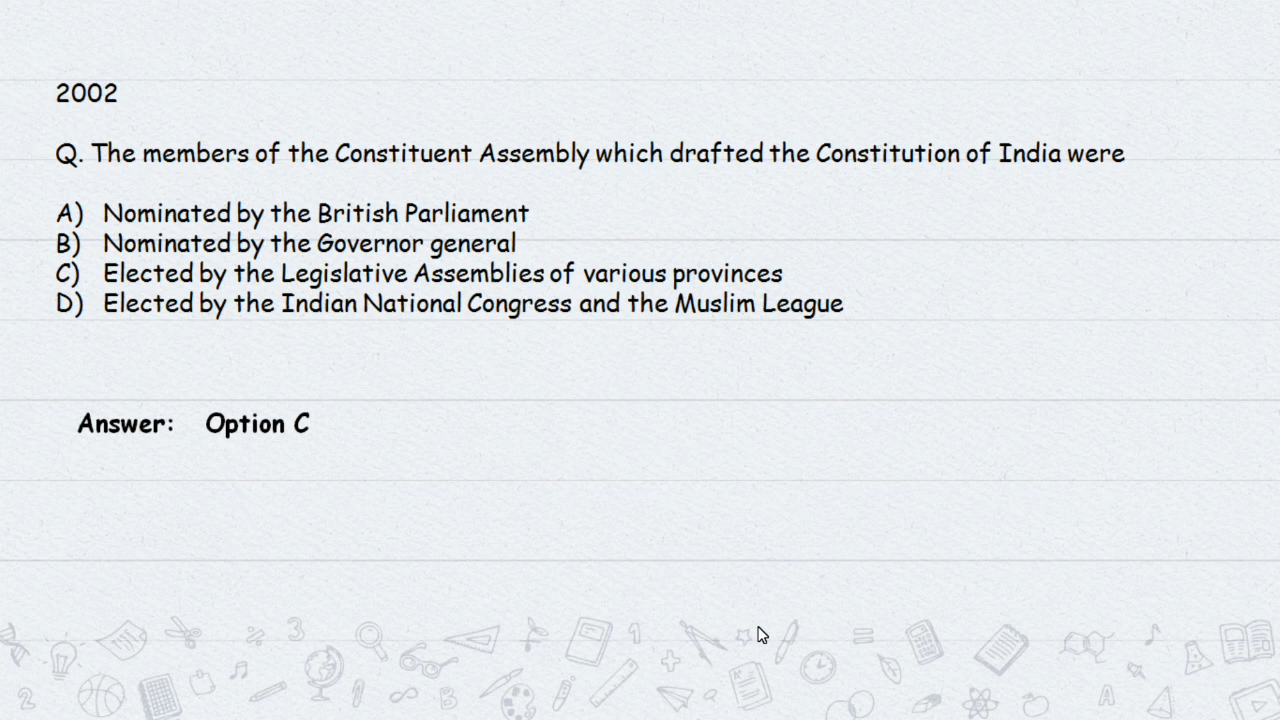 2002
Q. The members of the Constituent Assembly which drafted the Constitution of India were
A) Nominated by the British Parliament
B) Nominated by the Governor general
C) Elected by the Legislative Assemblies of various provinces
D) Elected by the Indian National Congress and the Muslim League
Answer: Option C